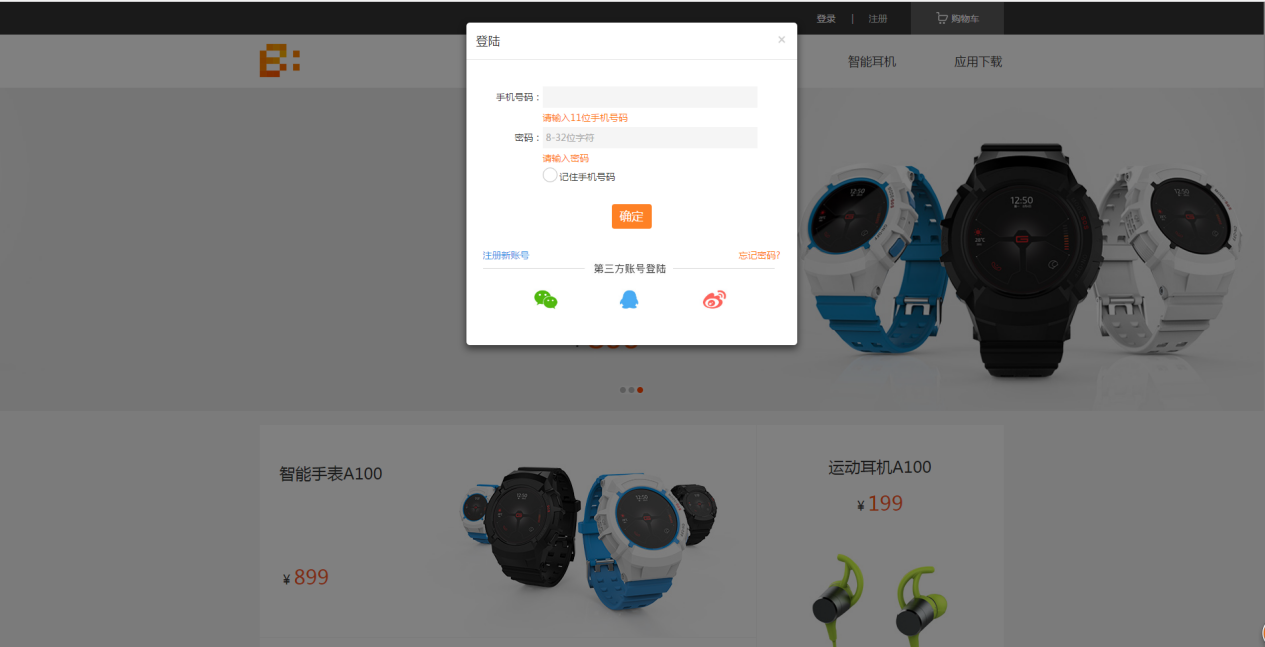 登录 | 注册 购物车
智能耳机 应用下载
登陆 ×
手机号码：
请输入11位手机号码
密码： 8-32位字符
请输入密码
记住手机号码
确定
注册新账号 忘记密码?
第三方账号登陆
12:50
智能手表A100
¥ 899
运动耳机A100
¥ 199